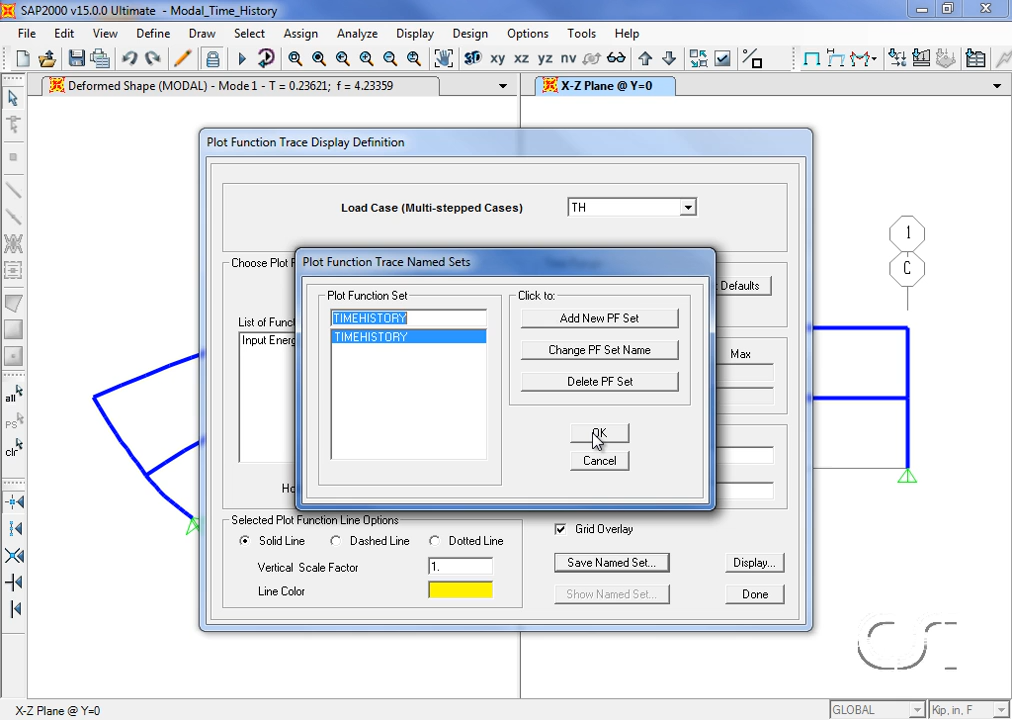 SAP2000 v15.0.0 Ultimate - Modal_Time_History
File Edit View Define Draw Select Assign Analyze Display Design Options Tools Help
3D xy xz yz nv
Deformed Shape (MODAL) - Mode 1 - T = 0.23621; f = 4.23359
X-Z Plane @ Y=0
Plot Function Trace Display Definition
Load Case (Multi-stepped Cases) TH
1
C
Plot Function Trace Named Sets
Choose Plot F
Defaults
Plot Function Set
Click to:
TIMEHISTORY
Add New PF Set
List of Func
TIMEHISTORY
Input Energ
Change PF Set Name
Max
Delete PF Set
all
PS
clr
OK
Cancel
Ho
Selected Plot Function Line Options
Solid Line Dashed Line Dotted Line
Grid Overlay
Vertical Scale Factor 1.
Save Named Set... Display...
Line Color
Show Named Set... Done
CSI
X-Z Plane @ Y=0
GLOBAL Kip, in, F